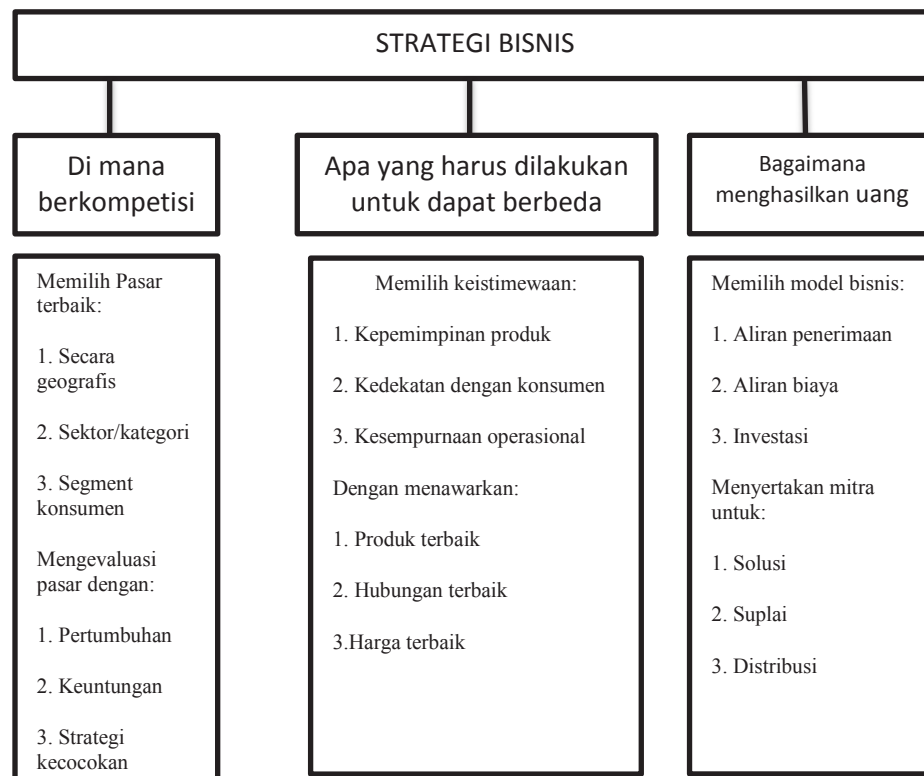 STRATEGI BISNIS
Di mana
berkompetisi
Memilih Pasar
terbaik:
1. Secara
geografis
2. Sektor/kategori
3. Segment
konsumen
Mengevaluasi
pasar dengan:
1. Pertumbuhan
2. Keuntungan
3. Strategi
kecocokan
Apa yang harus dilakukan
untuk dapat berbeda
Memilih keistimewaan:
1. Kepemimpinan produk
2. Kedekatan dengan konsumen
3. Kesempurnaan operasional
Dengan menawarkan:
1. Produk terbaik
2. Hubungan terbaik
3.Harga terbaik
Bagaimana
menghasilkan uang
Memilih model bisnis:
1. Aliran penerimaan
2. Aliran biaya
3. Investasi
Menyertakan mitra
untuk:
1. Solusi
2. Suplai
3. Distribusi